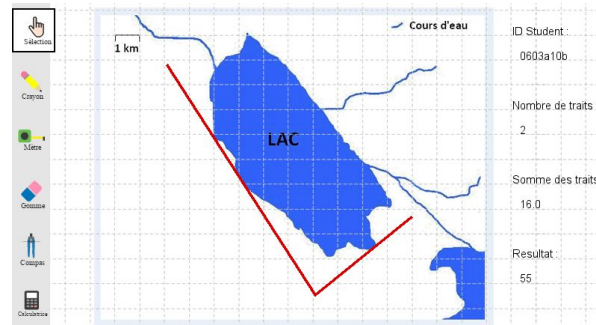 Sélection
Crayon
Mètre
Gomme
Compas
Calculatrice
1 km
Cours d'eau
LAC
ID Student :
0603a10b
Nombre de traits
2
Somme des traits
16.0
Resultat :
55